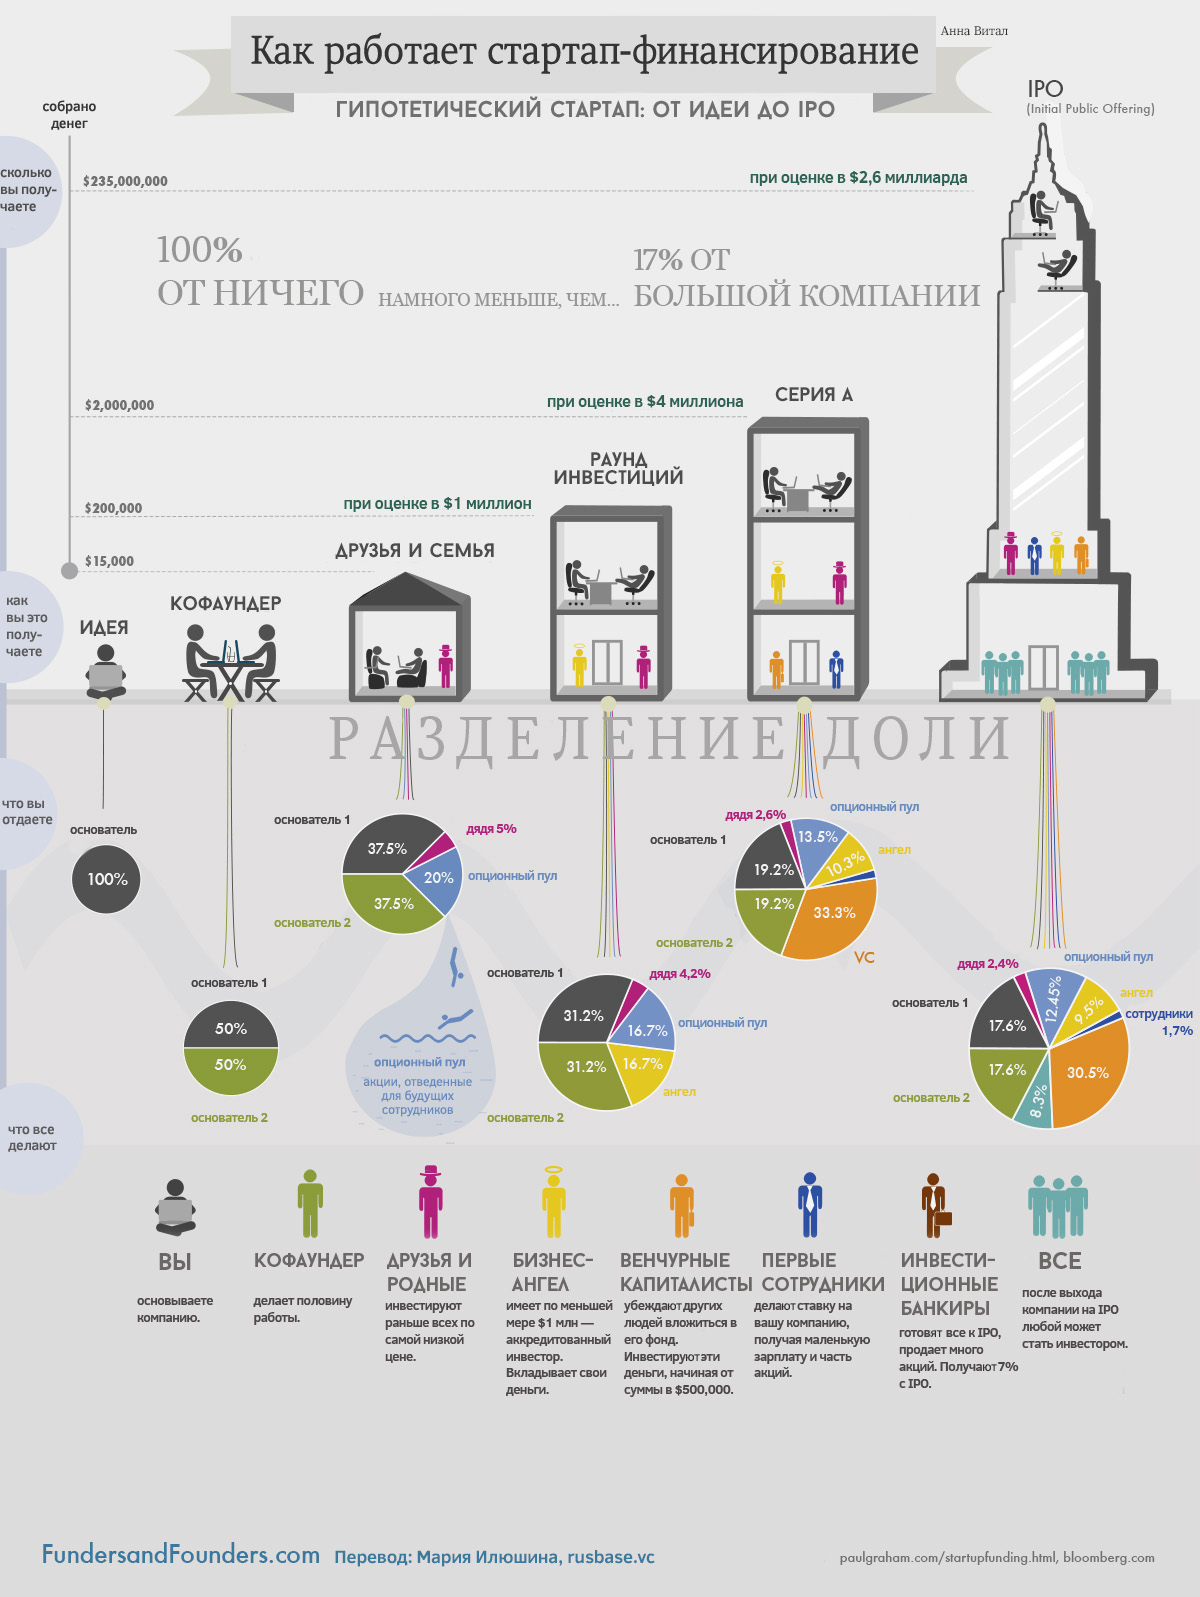 Как работает стартап-финансирование
Анна Витал
ГИПОТЕТИЧЕСКИЙ СТАРТАП: ОТ ИДЕИ ДО IPO
IPO
(Initial Public Offering)
собрано
денег
сколько
вы полу-
чаете
$235,000,000
при оценке в $2,6 миллиарда
100%
ОТ НИЧЕГО
НАМНОГО МЕНЬШЕ, ЧЕМ...
17% ОТ
БОЛЬШОЙ КОМПАНИИ
$2,000,000
при оценке в $4 миллиона
СЕРИЯ А
РАУНД
ИНВЕСТИЦИЙ
$200,000
при оценке в $1 миллион
$15,000
ДРУЗЬЯ И СЕМЬЯ
КОФАУНДЕР
ИДЕЯ
как
вы это
полу-
чаете
РАЗДЕЛЕНИЕ ДОЛИ
что вы
отдаете
основатель
100%
основатель 1
50%
50%
основатель 2
основатель 1
37.5%
дядя 5%
20%
опционный пул
37.5%
основатель 2
опционный пул
акции, отведенные
для будущих
сотрудников
основатель 1
31.2%
дядя 4,2%
16.7%
опционный пул
31.2%
16.7%
ангел
основатель 2
дядя 2,6%
опционный пул
основатель 1
13.5%
ангел
10.3%
19.2%
19.2%
33.3%
основатель 2
VC
дядя 2,4%
опционный пул
основатель 1
12.45%
ангел
9.5%
сотрудники
1,7%
17.6%
17.6%
30.5%
8.3%
основатель 2
что все
делают
ВЫ
основываете
компанию.
КОФАУНДЕР
делает половину
работы.
ДРУЗЬЯ И
РОДНЫЕ
инвестируют
раньше всех по
самой низкой
цене.
БИЗНЕС-
АНГЕЛ
имеет по меньшей
мере $1 млн —
аккредитованный
инвестор.
Вкладывает свои
деньги.
ВЕНЧУРНЫЕ
КАПИТАЛИСТЫ
убеждают других
людей вложиться в
его фонд.
Инвестируют эти
деньги, начиная от
суммы в $500,000.
ПЕРВЫЕ
СОТРУДНИКИ
делают ставку на
вашу компанию,
получая маленькую
зарплату и часть
акций.
ИНВЕСТИ-
ЦИОННЫЕ
БАНКИРЫ
готовят все к IPO,
продает много
акций. Получают 7%
с IPO.
ВСЕ
после выхода
компании на IPO
любой может
стать инвестором.
FundersandFounders.com
Перевод: Мария Илюшина, rusbase.vc
paulgraham.com/startupfunding.html, bloomberg.com